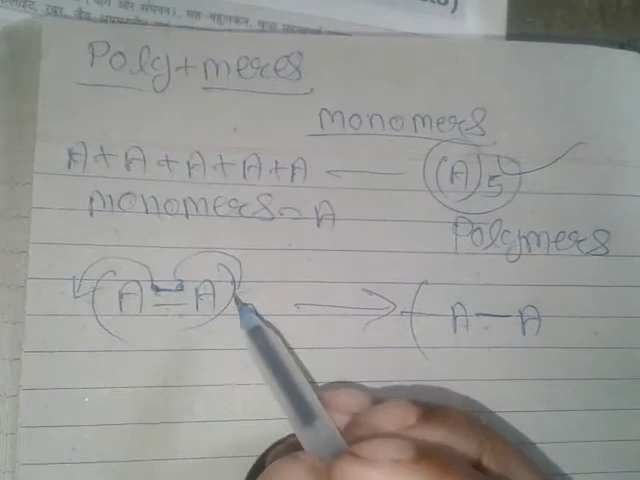 Poly+meres
monomers
A+A+A+A+A — (A)5
monomers=A
Polymers
(A=A) → (A-A